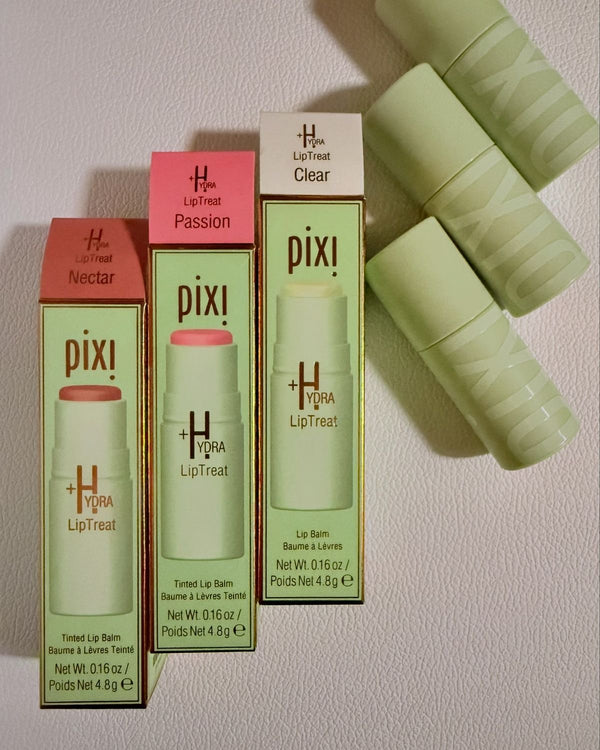 +HYDRA
LipTreat
Nectar
pixi
+HYDRA
LipTreat
Tinted Lip Balm
Baume à Lèvres Teinté
Net Wt. 0.16 oz /
Poids Net 4.8 g ℮
+HYDRA
LipTreat
Passion
pixi
+HYDRA
LipTreat
Tinted Lip Balm
Baume à Lèvres Teinté
Net Wt. 0.16 oz /
Poids Net 4.8 g ℮
+HYDRA
LipTreat
Clear
pixi
+HYDRA
LipTreat
Lip Balm
Baume à Lèvres
Net Wt. 0.16 oz /
Poids Net 4.8 g ℮
PIXI
PIXI
PIXI